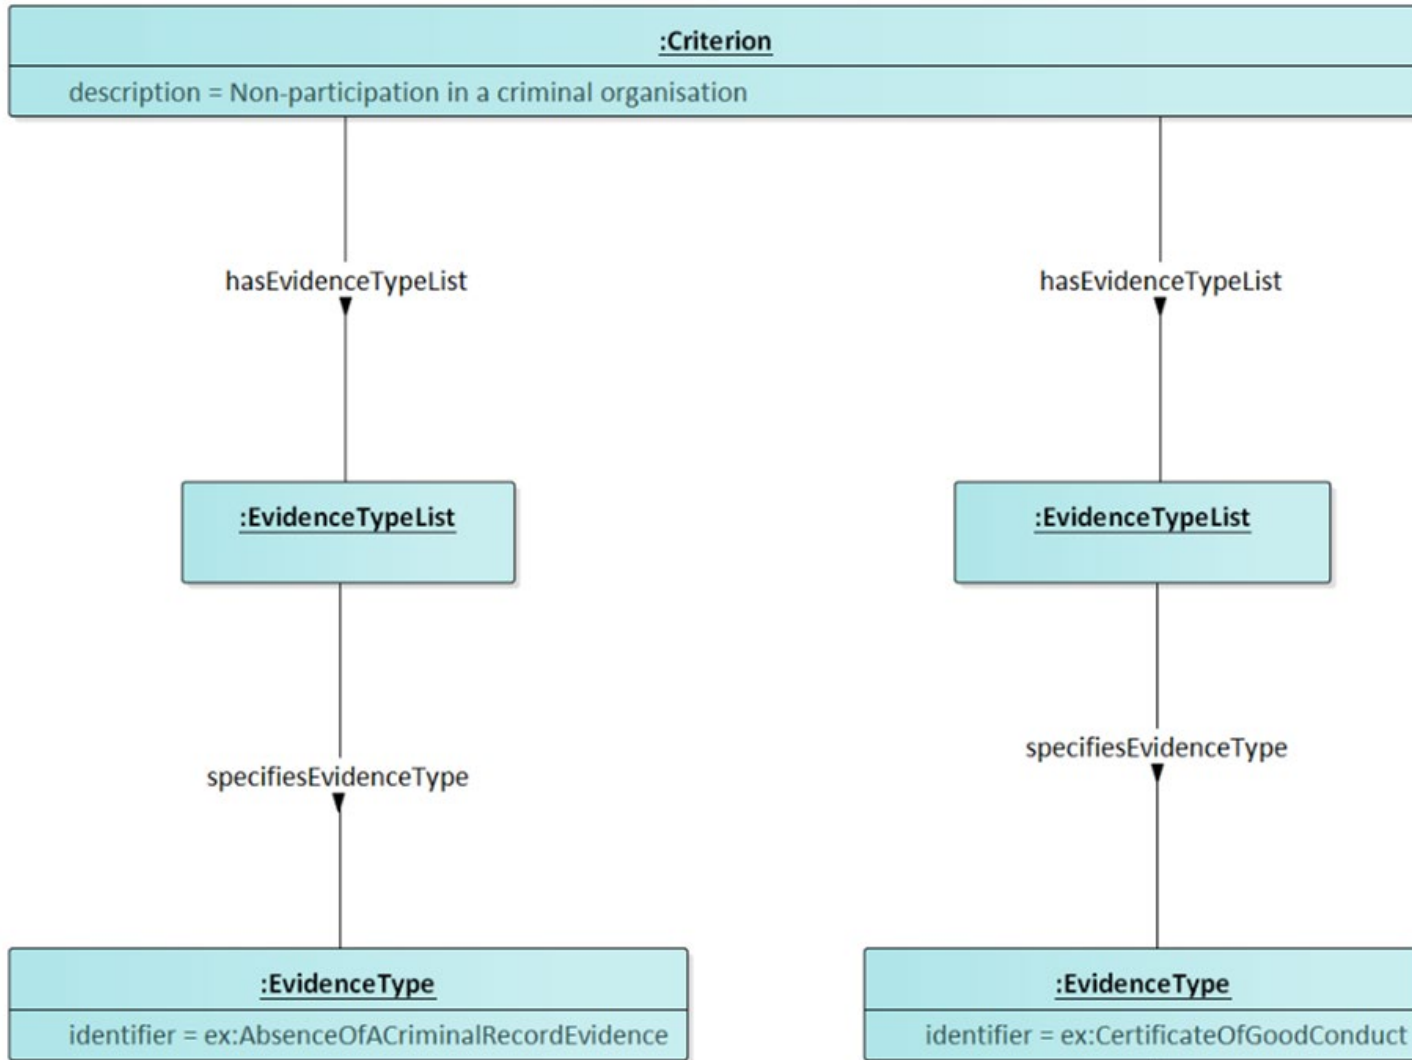 :Criterion
description = Non-participation in a criminal organisation
hasEvidenceTypeList
hasEvidenceTypeList
:EvidenceTypeList
:EvidenceTypeList
specifiesEvidenceType
specifiesEvidenceType
:EvidenceType
:EvidenceType
identifier = ex:AbsenceOfACriminalRecordEvidence
identifier = ex:CertificateOfGoodConduct